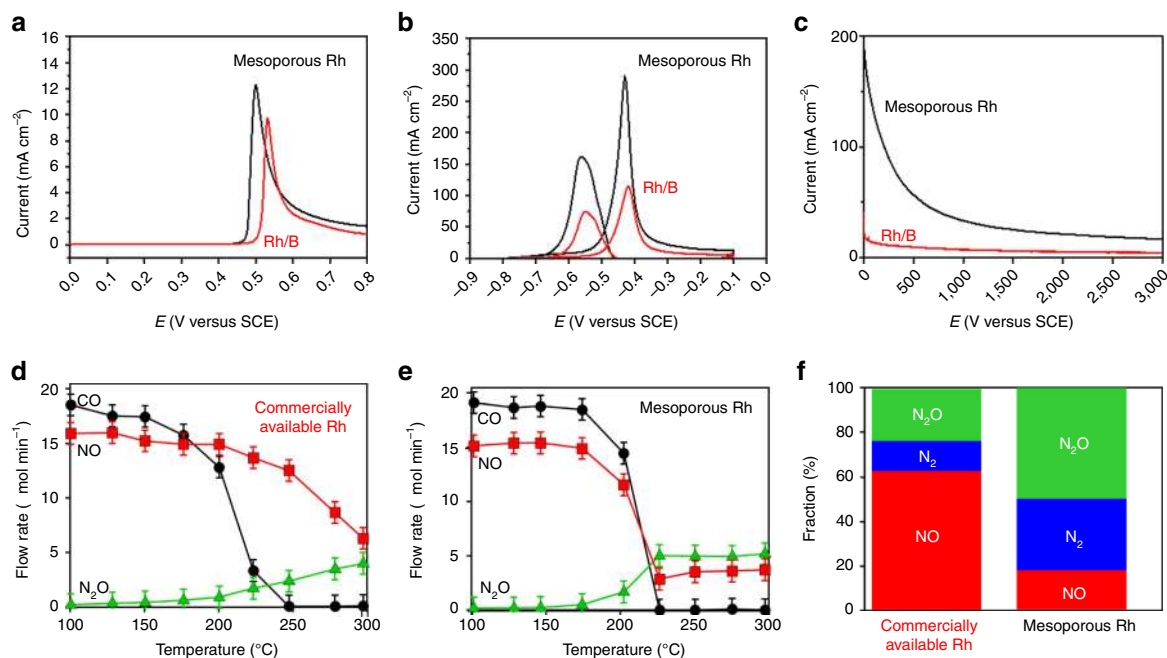 a
b
c
16
14
12
10
8
6
4
2
0
Current (mA cm⁻²)
Mesoporous Rh
Rh/B
0.0
0.1
0.2
0.3
0.4
0.5
0.6
0.7
0.8
E (V versus SCE)
350
300
250
200
150
100
75
50
0
Current (mA cm⁻²)
Mesoporous Rh
Rh/B
−0.9
−0.8
−0.7
−0.6
−0.5
−0.4
−0.3
−0.2
−0.1
0.0
E (V versus SCE)
200
100
0
Current (mA cm⁻²)
Mesoporous Rh
Rh/B
0
500
1,000
1,500
2,000
2,500
3,000
E (V versus SCE)
d
e
f
20
15
10
5
0
Flow rate ( mol min⁻¹)
CO
NO
N₂O
Commercially
available Rh
100
150
200
250
300
Temperature (°C)
20
15
10
5
0
Flow rate ( mol min⁻¹)
CO
NO
N₂O
Mesoporous Rh
100
150
200
250
300
Temperature (°C)
100
80
60
40
20
0
Fraction (%)
N₂O
N₂
NO
N₂O
N₂
NO
Commercially
available Rh
Mesoporous Rh